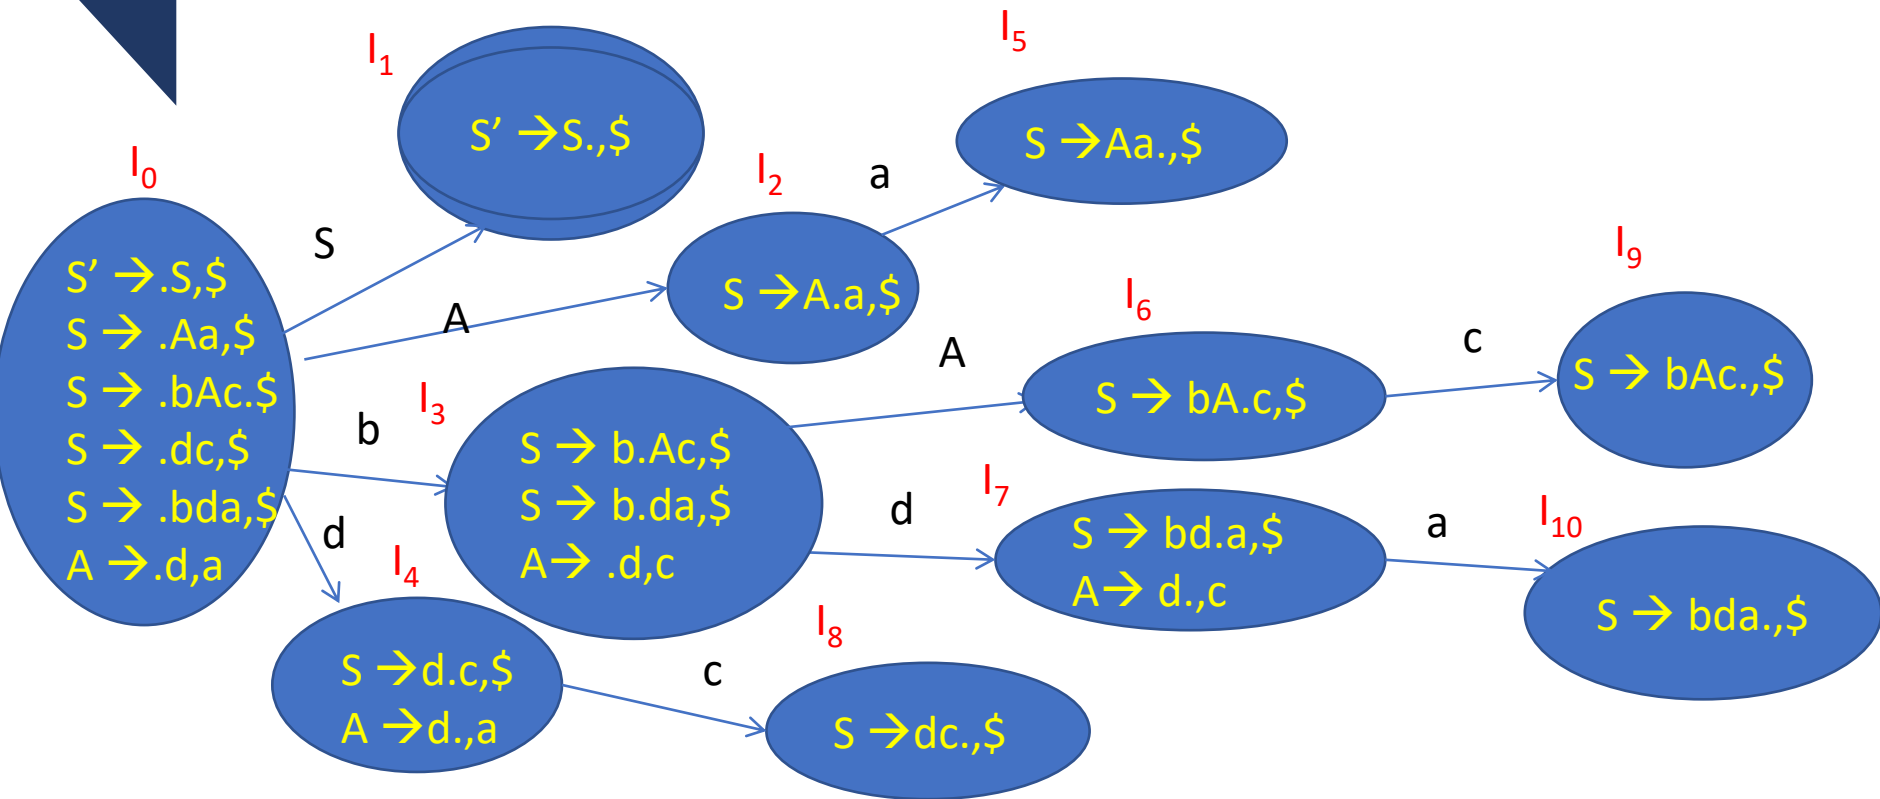 I0
S' →.S,$
S → .Aa,$
S → .bAc.$
S → .dc,$
S → .bda,$
A →.d,a
S
A
b
d
I1
S' →S.,$
I2
S →A.a,$
a
I5
S →Aa.,$
I3
S → b.Ac,$
S → b.da,$
A→ .d,c
A
d
I6
S → bA.c,$
c
I9
S → bAc.,$
I7
S → bd.a,$
A→ d.,c
a
I10
S → bda.,$
I4
S →d.c,$
A →d.,a
c
I8
S →dc.,$